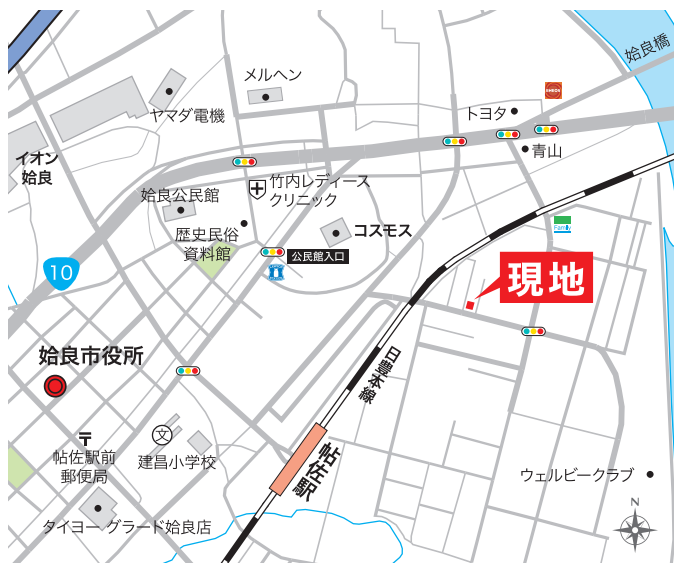 始良橋
メルヘン
ヤマダ電機
トヨタ
青山
イオン
姶良
竹内レディース
クリニック
姶良公民館
歴史民俗
資料館
コスモス
公民館入口
Family
10
現地
姶良市役所
日豊本線
文
帖佐駅前
郵便局
建昌小学校
帖佐駅
ウェルビークラブ
タイヨー グラード姶良店
N